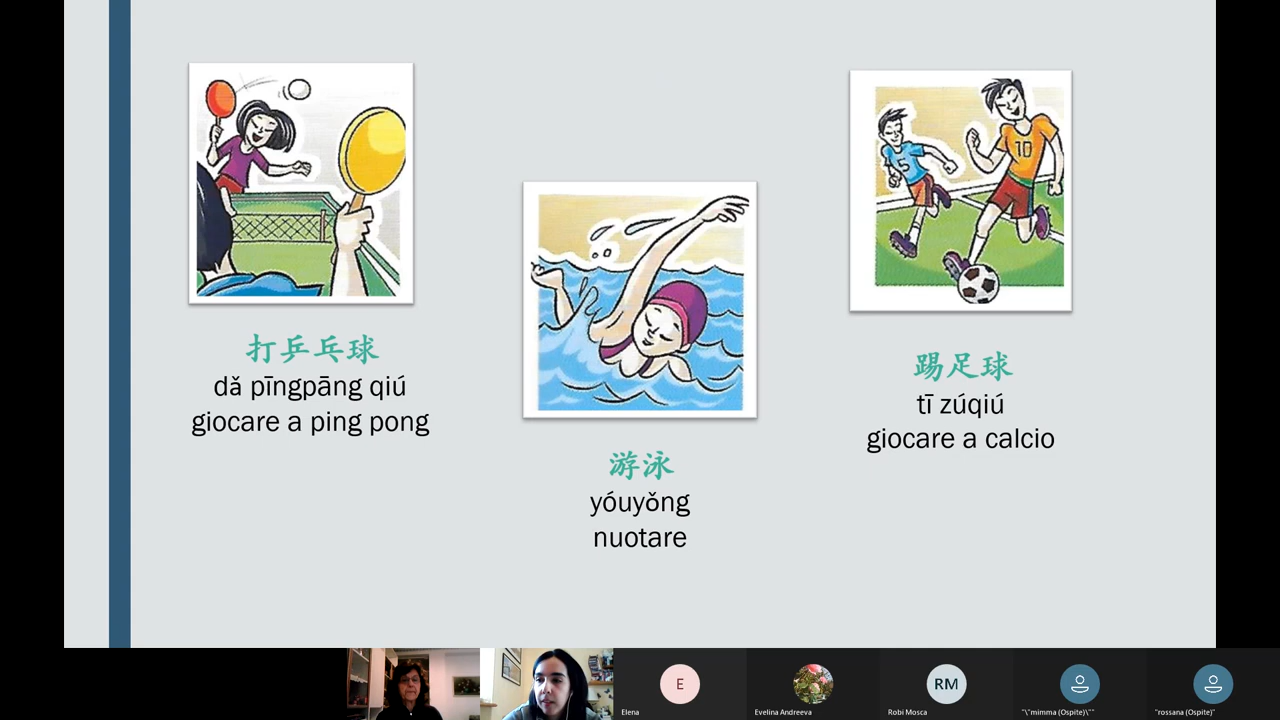 打乒乓球
dǎ pīngpāng qiú
giocare a ping pong
游泳
yóuyǒng
nuotare
踢足球
tī zúqiú
giocare a calcio
10
5
E
RM
Elena
Evelina Andreeva
Robi Mosca
"\"mimma (Ospite)\""
"rossana (Ospite)"